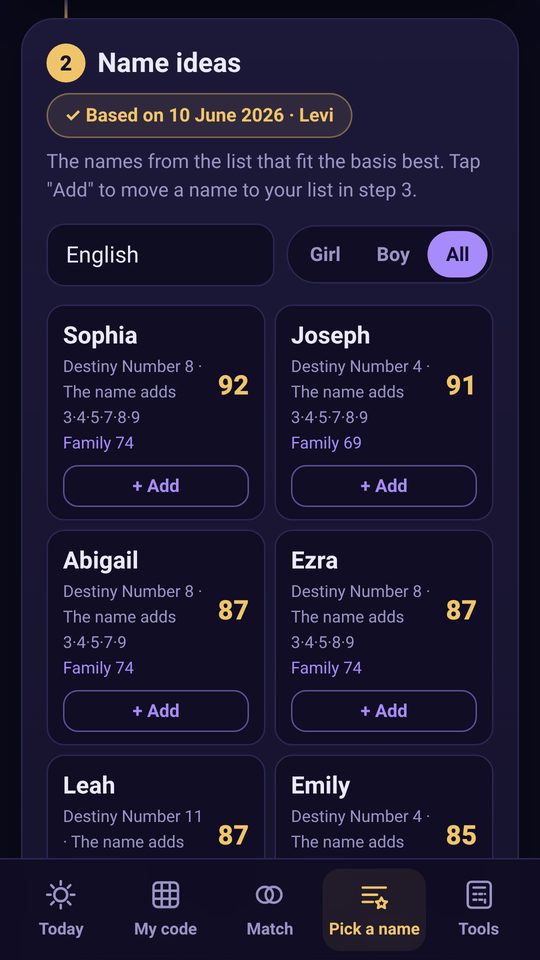 2 Name ideas
✓ Based on 10 June 2026 · Levi
The names from the list that fit the basis best. Tap
"Add" to move a name to your list in step 3.
English
Girl Boy All
Sophia
Destiny Number 8 ·
The name adds
3·4·5·7·8·9
Family 74
92
+ Add
Joseph
Destiny Number 4 ·
The name adds
3·4·5·7·8·9
Family 69
91
+ Add
Abigail
Destiny Number 8 ·
The name adds
3·4·5·7·9
Family 74
87
+ Add
Ezra
Destiny Number 8 ·
The name adds
3·4·5·8·9
Family 74
87
+ Add
Leah
Destiny Number 11
· The name adds
87
Emily
Destiny Number 4 ·
The name adds
85
Today My code Match Pick a name Tools